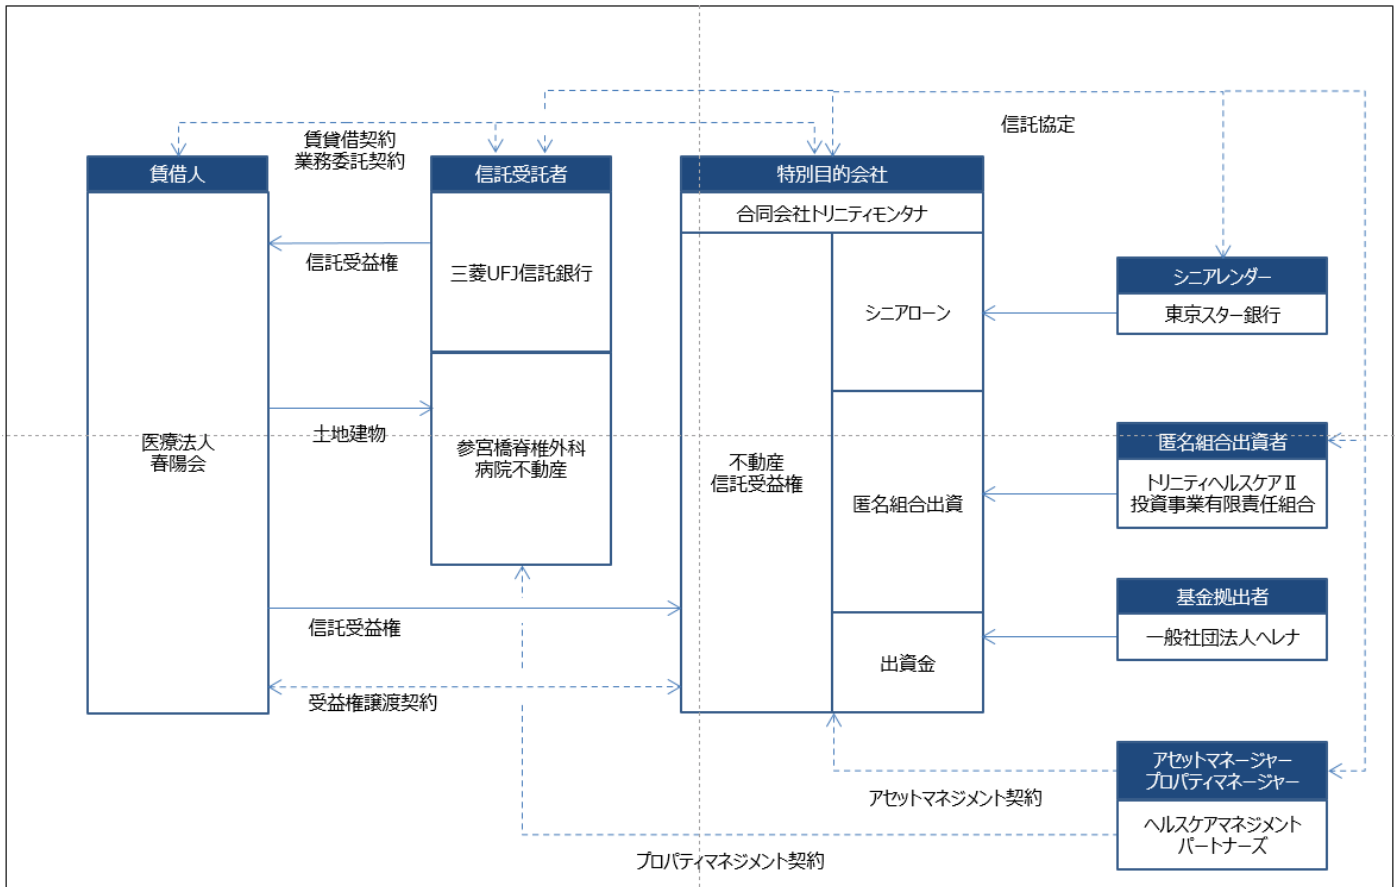 信託協定
賃貸借契約
業務委託契約
賃借人
信託受託者
特別目的会社
合同会社トリニティモンタナ
信託受益権
三菱UFJ信託銀行
シニアローン
シニアレンダー
東京スター銀行
土地建物
医療法人
春陽会
参宮橋脊椎外科
病院不動産
不動産
信託受益権
匿名組合出資
匿名組合出資者
トリニティヘルスケアⅡ
投資事業有限責任組合
基金拠出者
一般社団法人ヘレナ
信託受益権
出資金
受益権譲渡契約
アセットマネージャー
プロパティマネージャー
アセットマネジメント契約
ヘルスケアマネジメント
パートナーズ
プロパティマネジメント契約